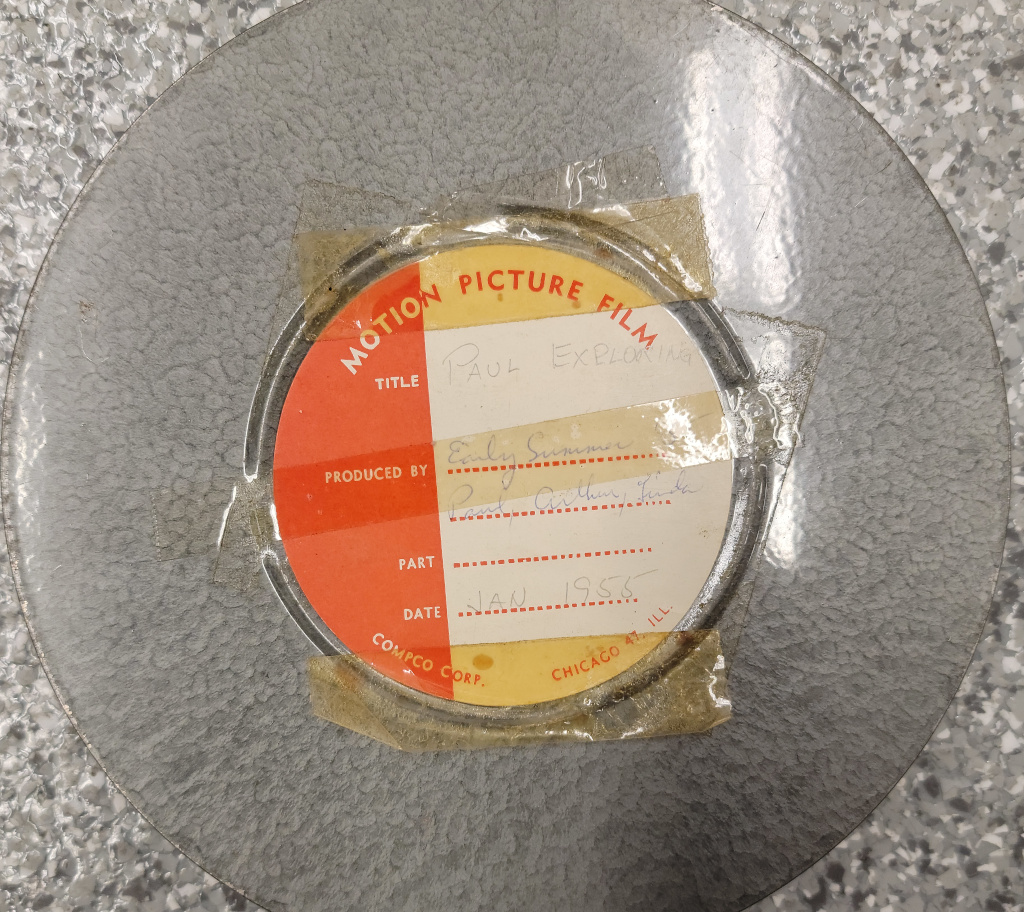 MOTION PICTURE FILM
TITLE PAUL EXPLORING
Early Summer
PRODUCED BY
Paul, Arthur, Linda
PART
DATE JAN 1955
COMPCO CORP. CHICAGO 47, ILL.